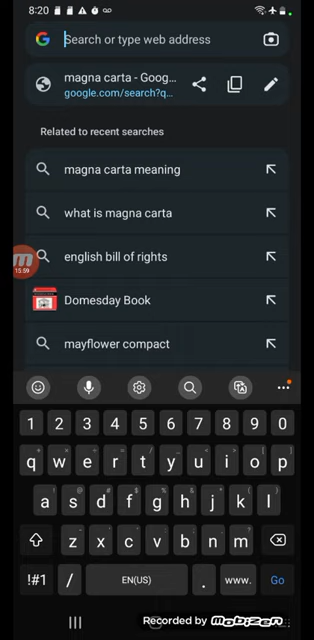 8:20
Search or type web address
magna carta - Goog...
google.com/search?q...
Related to recent searches
magna carta meaning
what is magna carta
15:59
english bill of rights
Domesday Book
mayflower compact
1 2 3 4 5 6 7 8 9 0
q w e r t y u i o p
a s d f g h j k l
z x c v b n m
!#1 / EN(US) . www. Go
Recorded by mobizen